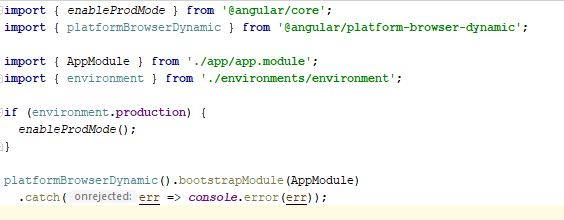 import { enableProdMode } from '@angular/core';
import { platformBrowserDynamic } from '@angular/platform-browser-dynamic';
import { AppModule } from './app/app.module';
import { environment } from './environments/environment';
if (environment.production) {
  enableProdMode();
}
platformBrowserDynamic().bootstrapModule(AppModule)
  .catch( onrejected: err => console.error(err));